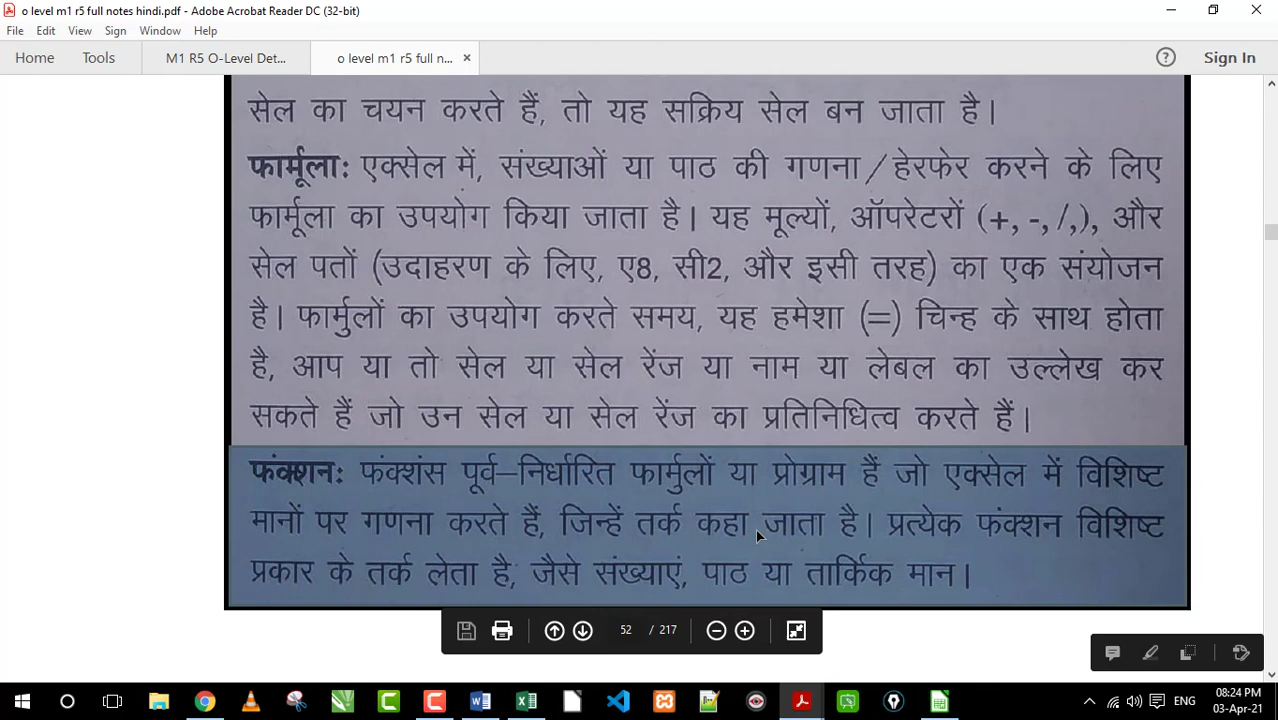 o level m1 r5 full notes hindi.pdf - Adobe Acrobat Reader DC (32-bit)
File Edit View Sign Window Help
Home Tools M1 R5 O-Level Det... o level m1 r5 full n... × ? Sign In
सेल का चयन करते हैं, तो यह सक्रिय सेल बन जाता है।
फार्मूलाः एक्सेल में, संख्याओं या पाठ की गणना/हेरफेर करने के लिए
फार्मूला का उपयोग किया जाता है। यह मूल्यों, ऑपरेटरों (+, -, /,), और
सेल पतों (उदाहरण के लिए, ए8, सी2, और इसी तरह) का एक संयोजन
है। फार्मुलों का उपयोग करते समय, यह हमेशा (=) चिन्ह के साथ होता
है, आप या तो सेल या सेल रेंज या नाम या लेबल का उल्लेख कर
सकते हैं जो उन सेल या सेल रेंज का प्रतिनिधित्व करते हैं।
फंक्शनः फंक्शंस पूर्व–निर्धारित फार्मुलों या प्रोग्राम हैं जो एक्सेल में विशिष्ट
मानों पर गणना करते हैं, जिन्हें तर्क कहा जाता है। प्रत्येक फंक्शन विशिष्ट
प्रकार के तर्क लेता है, जैसे संख्याएं, पाठ या तार्किक मान।
52 / 217
ENG 08:24 PM
03-Apr-21